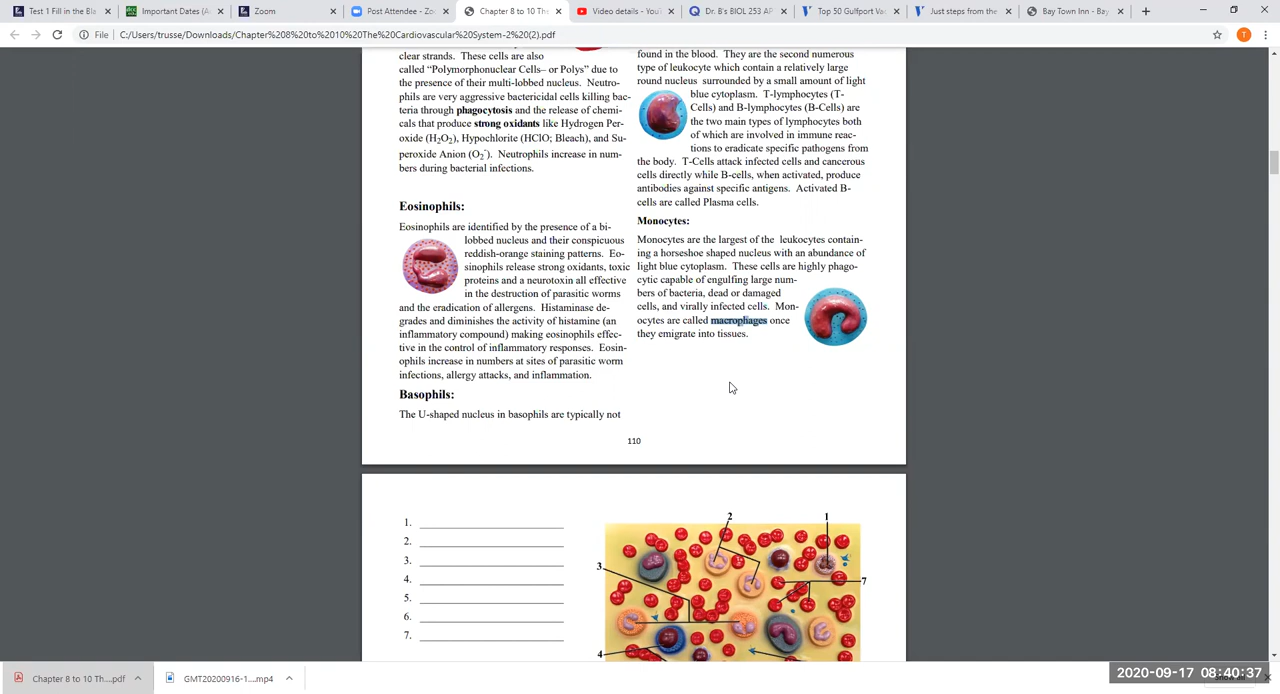 Test 1 Fill in the Bla
Important Dates (A
Zoom
Post Attendee - Zo
Chapter 8 to 10 Th
Video details - You
Dr. B's BIOL 253 AP
Top 50 Gulfport Va
Just steps from the
Bay Town Inn - Bay
File | C:/Users/trusse/Downloads/Chapter%208%20to%2010%20The%20Cardiovascular%20System-2%20(2).pdf
T
clear strands. These cells are also
called “Polymorphonuclear Cells– or Polys” due to
the presence of their multi-lobbed nucleus. Neutro-
phils are very aggressive bactericidal cells killing bac-
teria through phagocytosis and the release of chemi-
cals that produce strong oxidants like Hydrogen Per-
oxide (H2O2), Hypochlorite (HClO; Bleach), and Su-
peroxide Anion (O2-). Neutrophils increase in num-
bers during bacterial infections.
Eosinophils:
Eosinophils are identified by the presence of a bi-
lobbed nucleus and their conspicuous
reddish-orange staining patterns. Eo-
sinophils release strong oxidants, toxic
proteins and a neurotoxin all effective
in the destruction of parasitic worms
and the eradication of allergens. Histaminase de-
grades and diminishes the activity of histamine (an
inflammatory compound) making eosinophils effec-
tive in the control of inflammatory responses. Eosin-
ophils increase in numbers at sites of parasitic worm
infections, allergy attacks, and inflammation.
Basophils:
The U-shaped nucleus in basophils are typically not
found in the blood. They are the second numerous
type of leukocyte which contain a relatively large
round nucleus surrounded by a small amount of light
blue cytoplasm. T-lymphocytes (T-
Cells) and B-lymphocytes (B-Cells) are
the two main types of lymphocytes both
of which are involved in immune reac-
tions to eradicate specific pathogens from
the body. T-Cells attack infected cells and cancerous
cells directly while B-cells, when activated, produce
antibodies against specific antigens. Activated B-
cells are called Plasma cells.
Monocytes:
Monocytes are the largest of the leukocytes contain-
ing a horseshoe shaped nucleus with an abundance of
light blue cytoplasm. These cells are highly phago-
cytic capable of engulfing large num-
bers of bacteria, dead or damaged
cells, and virally infected cells. Mon-
ocytes are called macrophages once
they emigrate into tissues.
110
1.
2.
3.
4.
5.
6.
7.
2
1
3
7
4
Chapter 8 to 10 Th....pdf
GMT20200916-1....mp4
2020-09-17 08:40:37